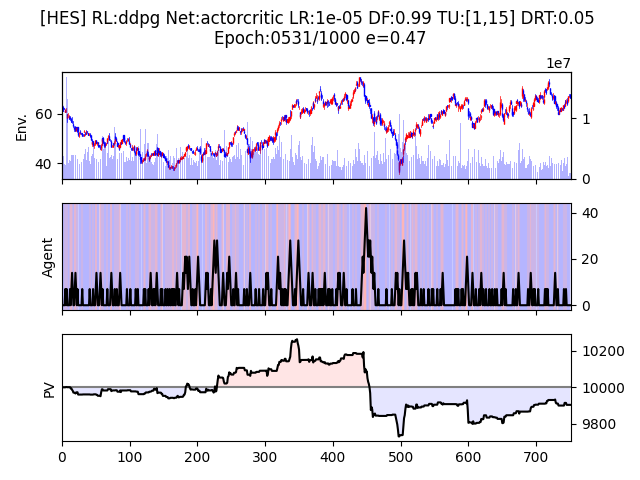 [HES] RL:ddpg Net:actorcritic LR:1e-05 DF:0.99 TU:[1,15] DRT:0.05
Epoch:0531/1000 e=0.47
1e7
Env.
60
40
1
0
Agent
40
20
0
PV
10200
10000
9800
0 100 200 300 400 500 600 700